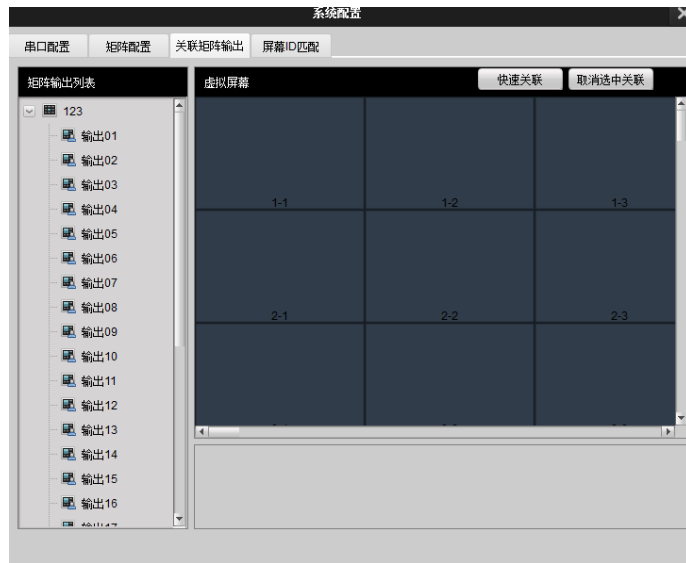 系统配置
串口配置 矩阵配置 关联矩阵输出 屏幕ID匹配
矩阵输出列表
虚拟屏幕 快速关联 取消选中关联
123
输出01
输出02
输出03
输出04
输出05
输出06
输出07
输出08
输出09
输出10
输出11
输出12
输出13
输出14
输出15
输出16
1-1 1-2 1-3
2-1 2-2 2-3